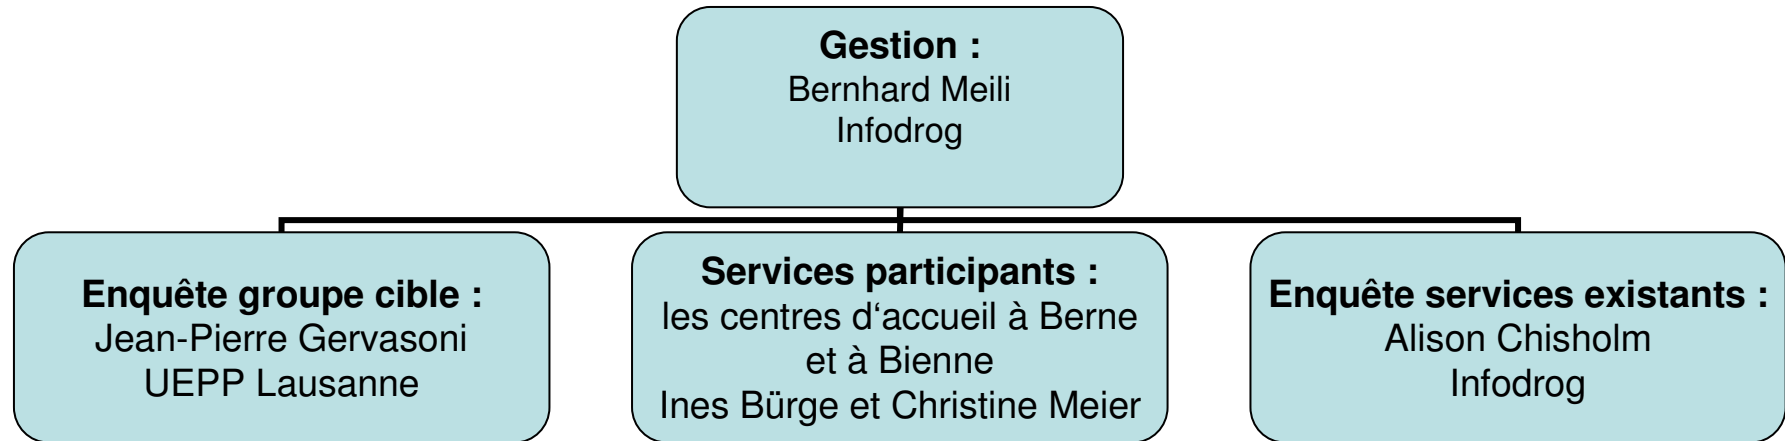 Gestion :
Bernhard Meili
Infodrog
Enquête groupe cible :
Jean-Pierre Gervasoni
UEPP Lausanne
Services participants :
les centres d‘accueil à Berne
et à Bienne
Ines Bürge et Christine Meier
Enquête services existants :
Alison Chisholm
Infodrog